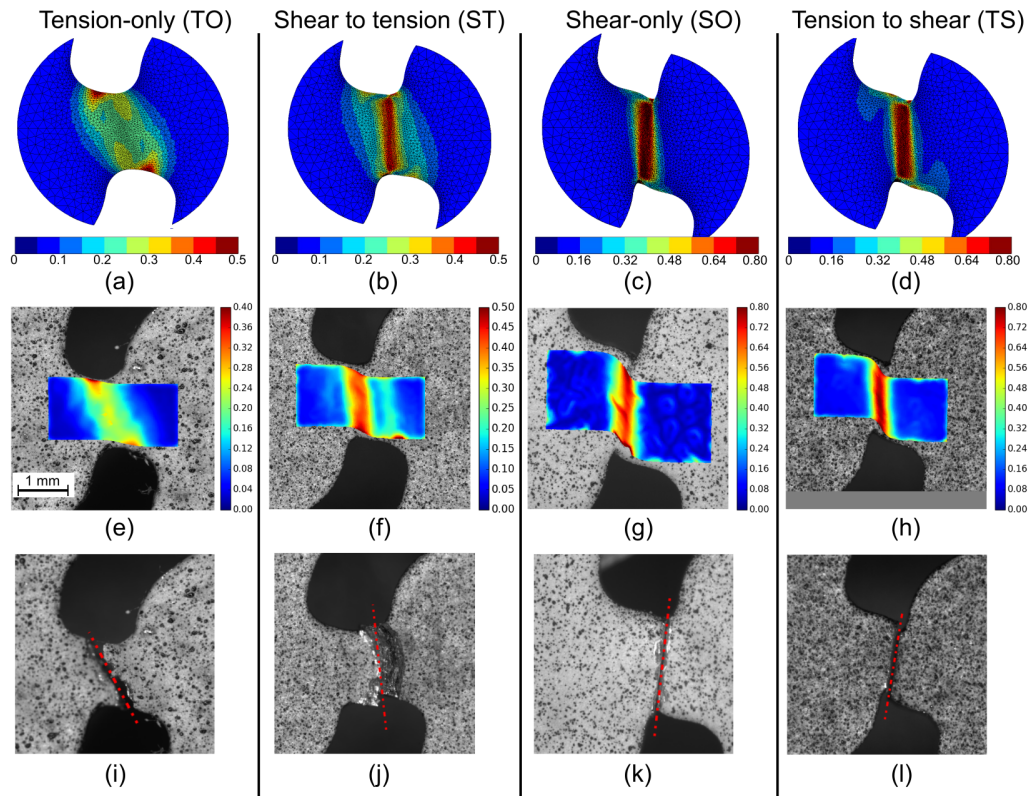 Tension-only (TO) Shear to tension (ST) Shear-only (SO) Tension to shear (TS)
0 0.1 0.2 0.3 0.4 0.5 0 0.1 0.2 0.3 0.4 0.5 0 0.16 0.32 0.48 0.64 0.80 0 0.16 0.32 0.48 0.64 0.80
(a) (b) (c) (d)
0.40 0.50 0.80 0.80
0.36 0.45 0.72 0.72
0.32 0.40 0.64 0.64
0.28 0.35 0.56 0.56
0.24 0.30 0.48 0.48
0.20 0.25 0.40 0.40
0.16 0.20 0.32 0.32
0.12 0.15 0.24 0.24
0.08 0.10 0.16 0.16
0.04 0.05 0.08 0.08
0.00 0.00 0.00 0.00
1 mm
(e) (f) (g) (h)
(i) (j) (k) (l)